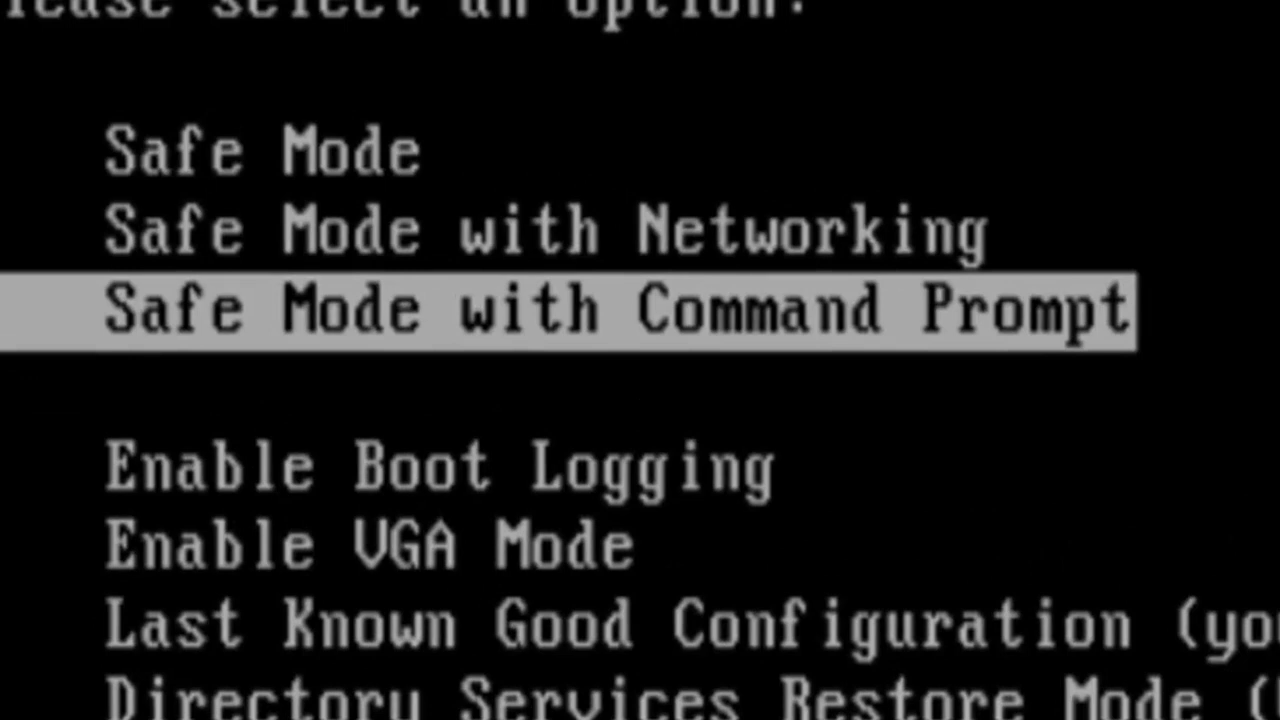 lease select an option:
Safe Mode
Safe Mode with Networking
Safe Mode with Command Prompt
Enable Boot Logging
Enable VGA Mode
Last Known Good Configuration (yo
Directory Services Restore Mode (